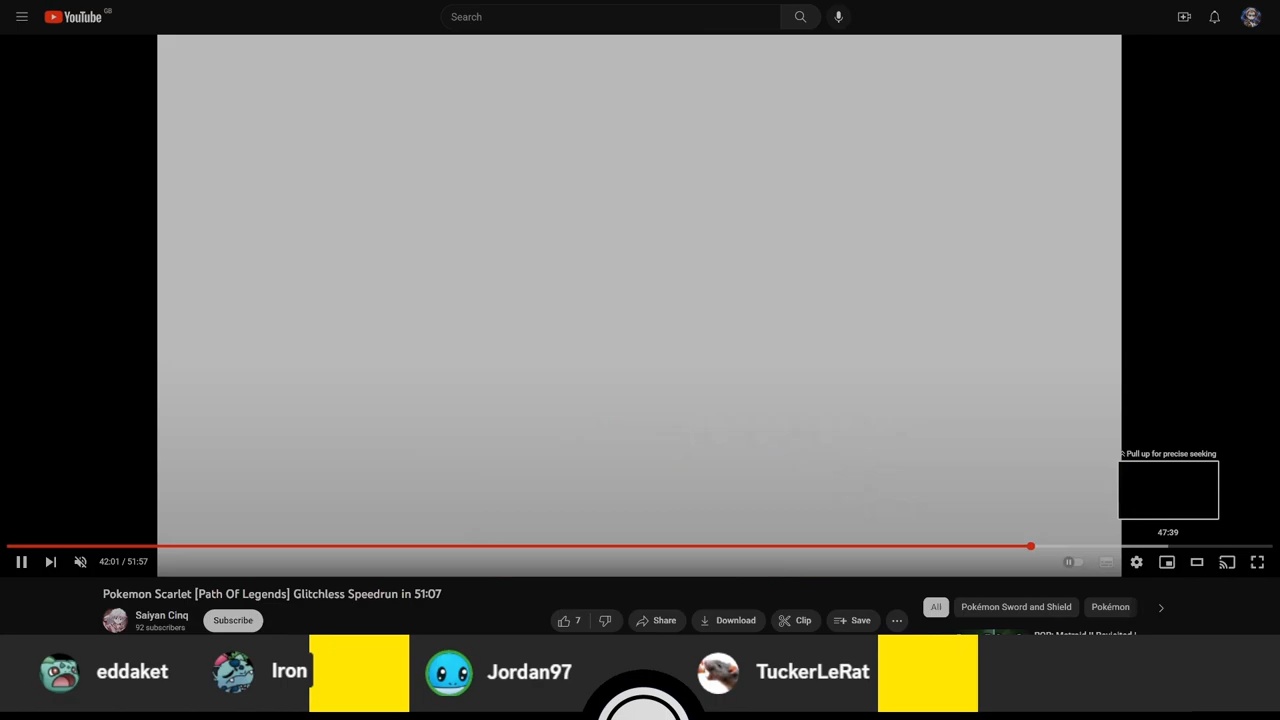 YouTube GB
Search
Pull up for precise seeking
47:39
42:01 / 51:57
Pokemon Scarlet [Path Of Legends] Glitchless Speedrun in 51:07
Saiyan Cinq
92 subscribers
Subscribe
7
Share
Download
Clip
Save
All
Pokémon Sword and Shield
Pokémon
eddaket
Iron
Jordan97
TuckerLeRat